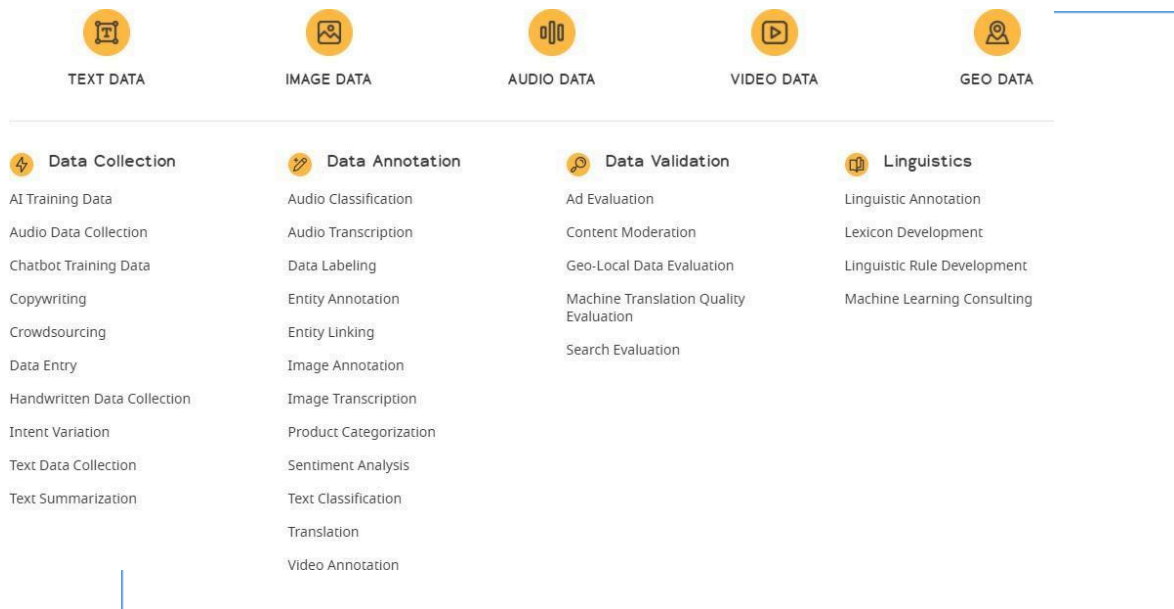 TEXT DATA
IMAGE DATA
AUDIO DATA
VIDEO DATA
GEO DATA
Data Collection
AI Training Data
Audio Data Collection
Chatbot Training Data
Copywriting
Crowdsourcing
Data Entry
Handwritten Data Collection
Intent Variation
Text Data Collection
Text Summarization
Data Annotation
Audio Classification
Audio Transcription
Data Labeling
Entity Annotation
Entity Linking
Image Annotation
Image Transcription
Product Categorization
Sentiment Analysis
Text Classification
Translation
Video Annotation
Data Validation
Ad Evaluation
Content Moderation
Geo-Local Data Evaluation
Machine Translation Quality
Evaluation
Search Evaluation
Linguistics
Linguistic Annotation
Lexicon Development
Linguistic Rule Development
Machine Learning Consulting